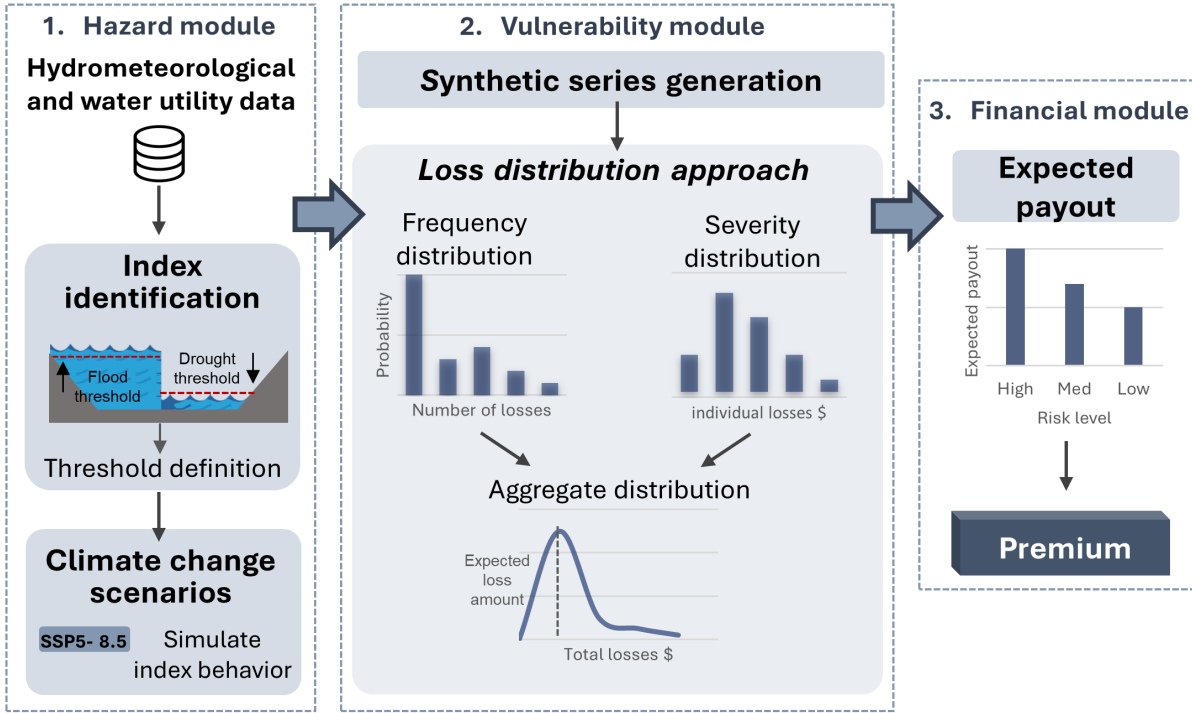 1. Hazard module
Hydrometeorological
and water utility data
Index
identification
Flood
threshold
Drought
threshold
Threshold definition
Climate change
scenarios
SSP5- 8.5
Simulate
index behavior
2. Vulnerability module
Synthetic series generation
Loss distribution approach
Frequency
distribution
Probability
Number of losses
Severity
distribution
individual losses $
Aggregate distribution
Expected
loss
amount
Total losses $
3. Financial module
Expected
payout
Expected payout
High Med Low
Risk level
Premium